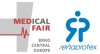 MEDICAL
FAIR
BRNO
CENTRAL
EUROPE
REHAPROTEX